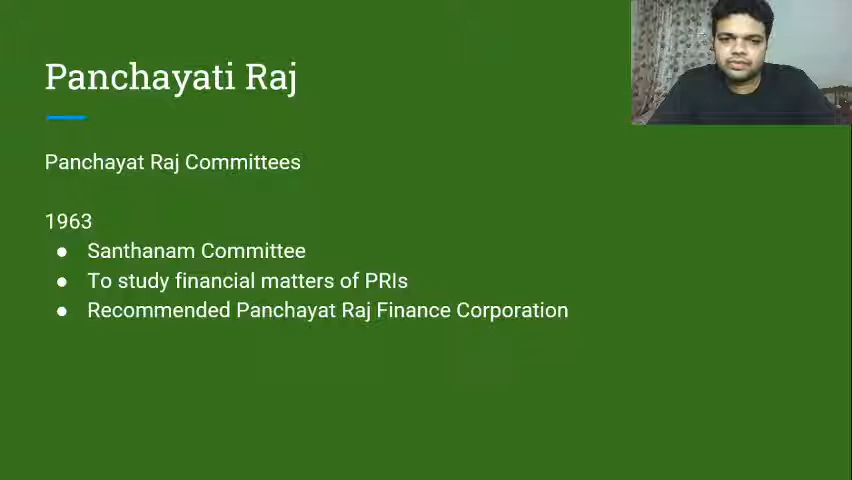 Panchayati Raj
Panchayat Raj Committees
1963
● Santhanam Committee
● To study financial matters of PRIs
● Recommended Panchayat Raj Finance Corporation